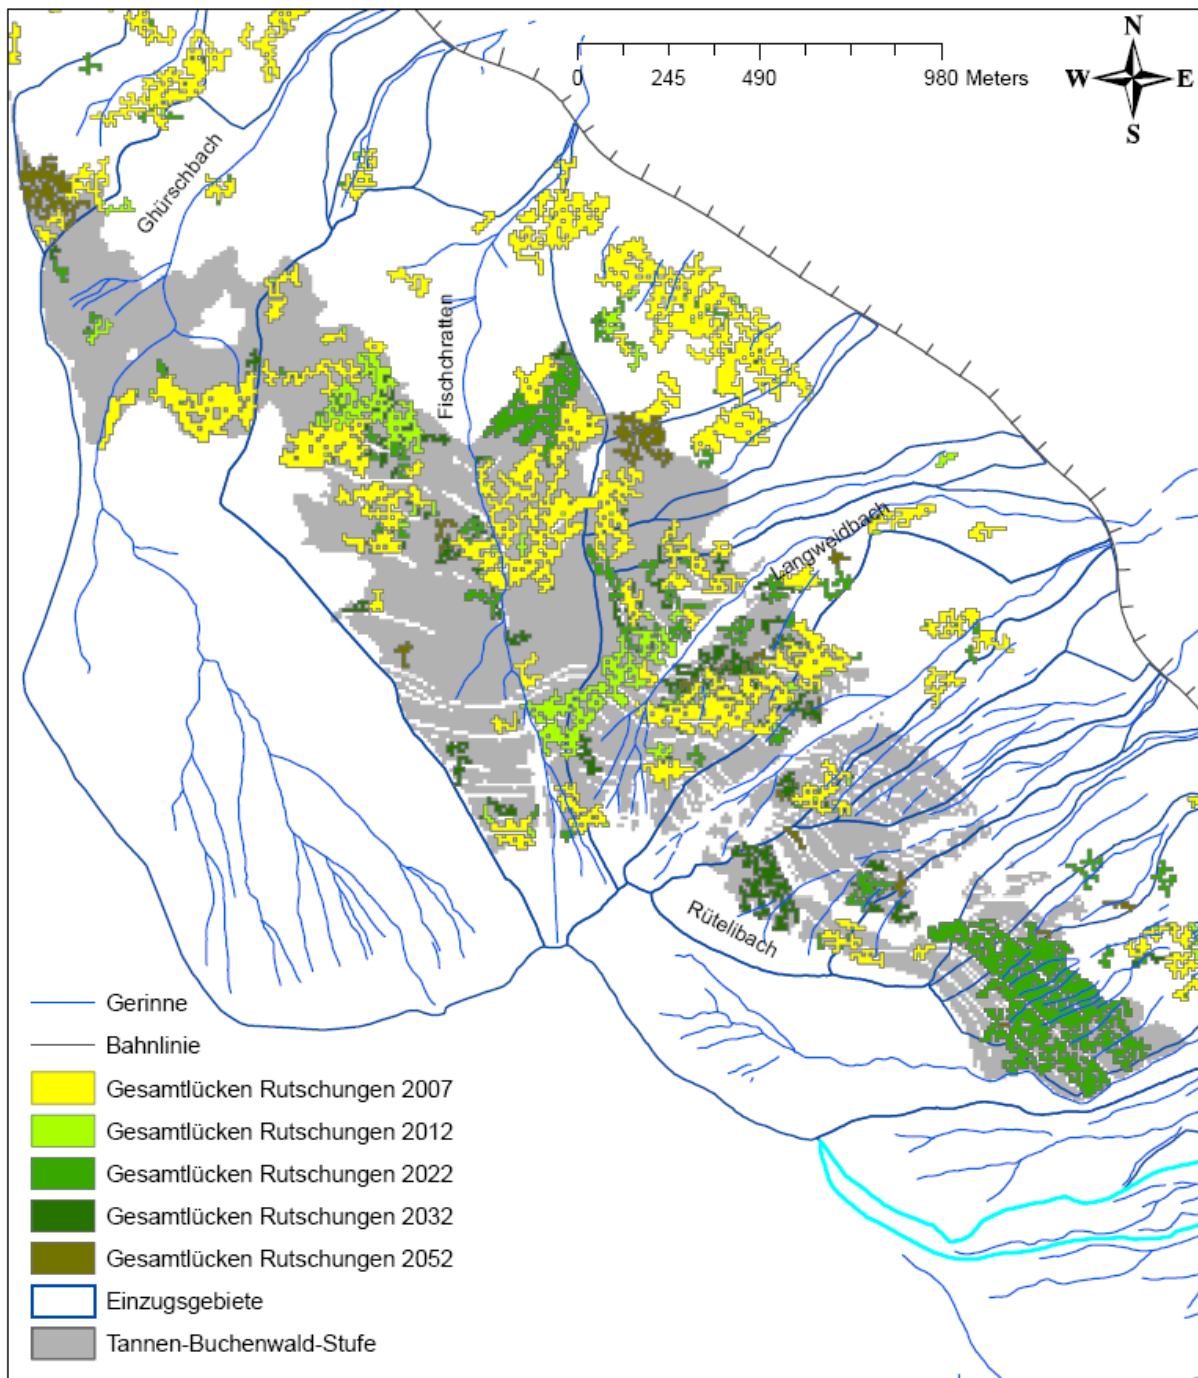 N
0 245 490 980 Meters
W E
S
Ghürschbach
Fischchratten
Langweidbach
Rütelibach
Gerinne
Bahnlinie
Gesamtlücken Rutschungen 2007
Gesamtlücken Rutschungen 2012
Gesamtlücken Rutschungen 2022
Gesamtlücken Rutschungen 2032
Gesamtlücken Rutschungen 2052
Einzugsgebiete
Tannen-Buchenwald-Stufe